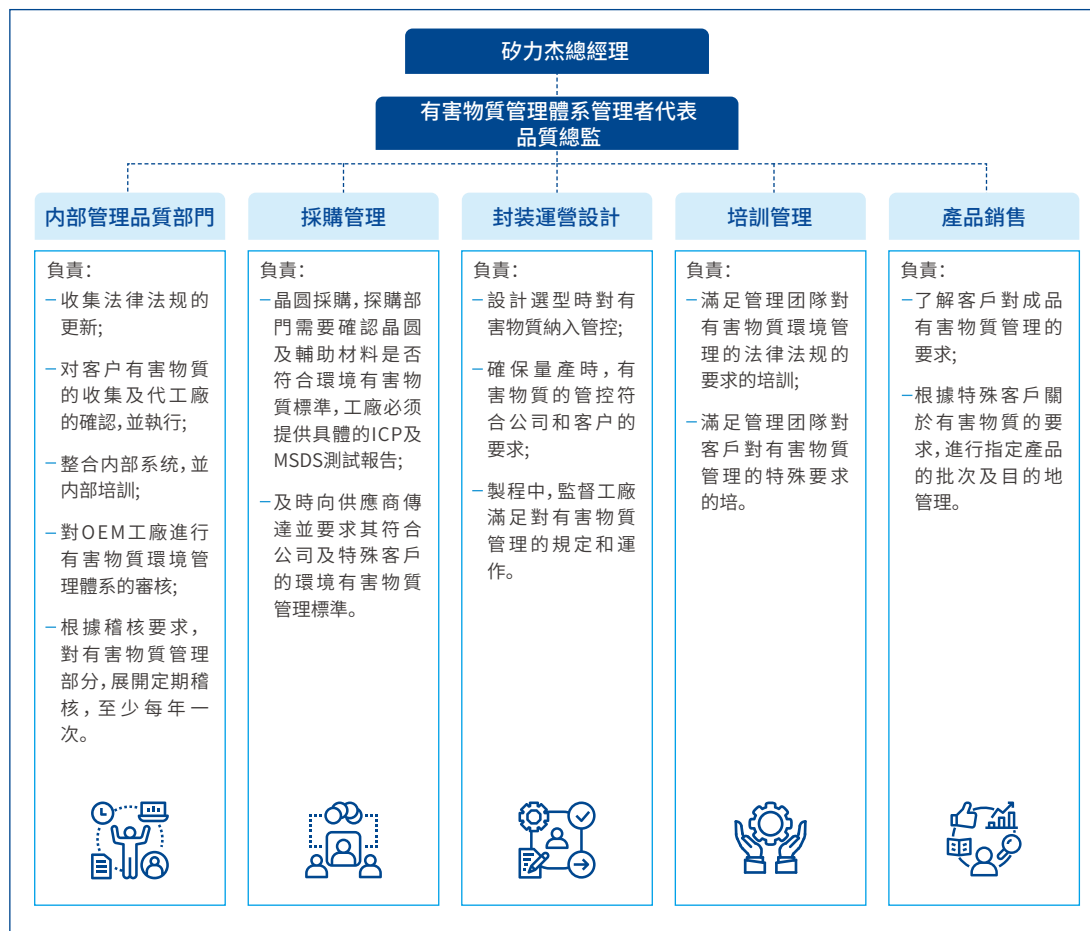 矽力杰總經理
有害物質管理體系管理者代表
品質總監
内部管理品質部門
負責：
–收集法律法规的
更新;
–对客户有害物質
的收集及代工廠
的確認，並執行;
–整合内部系统，並
内部培訓;
–對OEM工廠進行
有害物質環境管
理體系的審核;
–根據稽核要求，
對有害物質管理
部分，展開定期稽
核，至少每年一
次。
採購管理
負責：
–晶圆採購，探購部
門需要確認晶圆
及輔助材料是否
符合環境有害物
質標準，工廠必须
提供具體的ICP及
MSDS測試報告;
–及時向供應商傳
達並要求其符合
公司及特殊客戶
的環境有害物質
管理標準。
封装運營設計
負責：
–設計選型時對有
害物質納入管控;
–確保量產時，有
害物質的管控符
合公司和客户的
要求;
–製程中，監督工廠
滿足對有害物質
管理的規定和運
作。
培訓管理
負責：
–滿足管理团隊對
有害物質環境管
理的法律法规的
要求的培訓;
–滿足管理团隊對
客戶對有害物質
管理的特殊要求
的培。
產品銷售
負責：
–了解客戶對成品
有害物質管理的
要求;
–根據特殊客戶關
於有害物質的要
求，進行指定產品
的批次及目的地
管理。